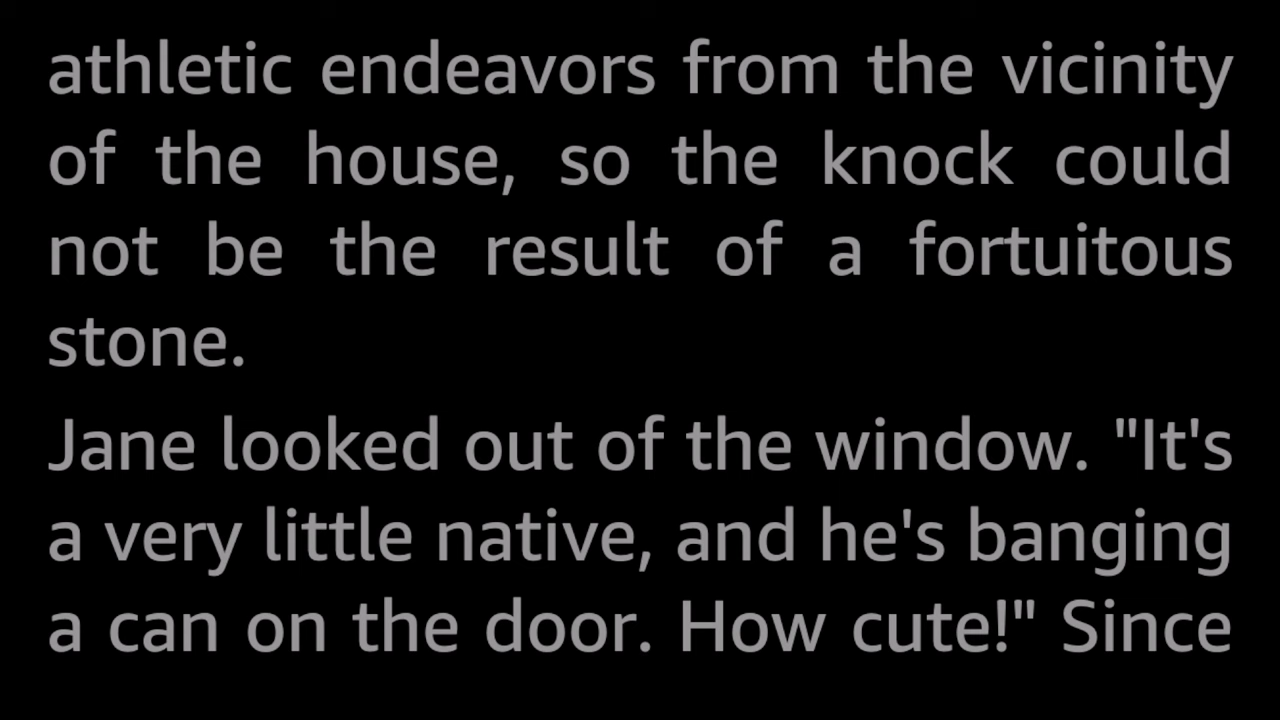 athletic endeavors from the vicinity
of the house, so the knock could
not be the result of a fortuitous
stone.
Jane looked out of the window. "It's
a very little native, and he's banging
a can on the door. How cute!" Since